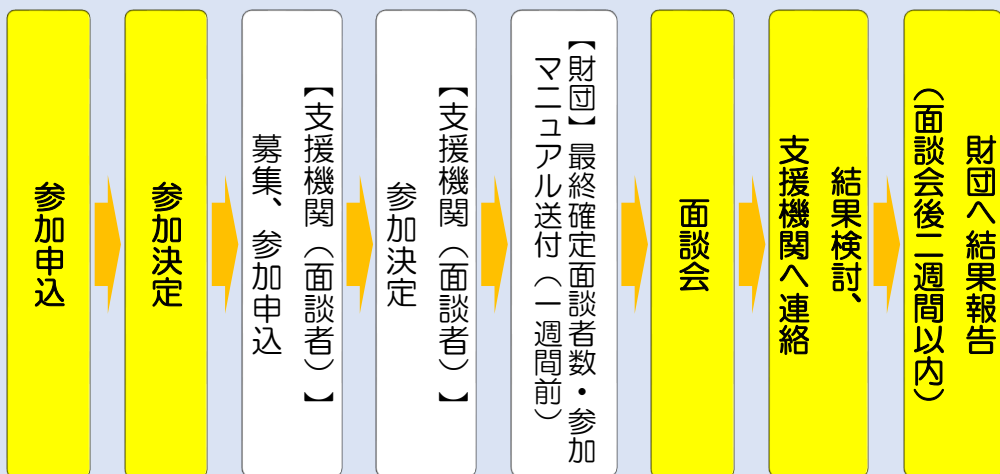 参加申込
参加決定
【支援機関（面談者）】
募集、参加申込
【支援機関（面談者）】
参加決定
【財団】最終確定面談者数・参加
マニュアル送付（一週間前）
面談会
結果検討、
支援機関へ連絡
財団へ結果報告
（面談会後二週間以内）